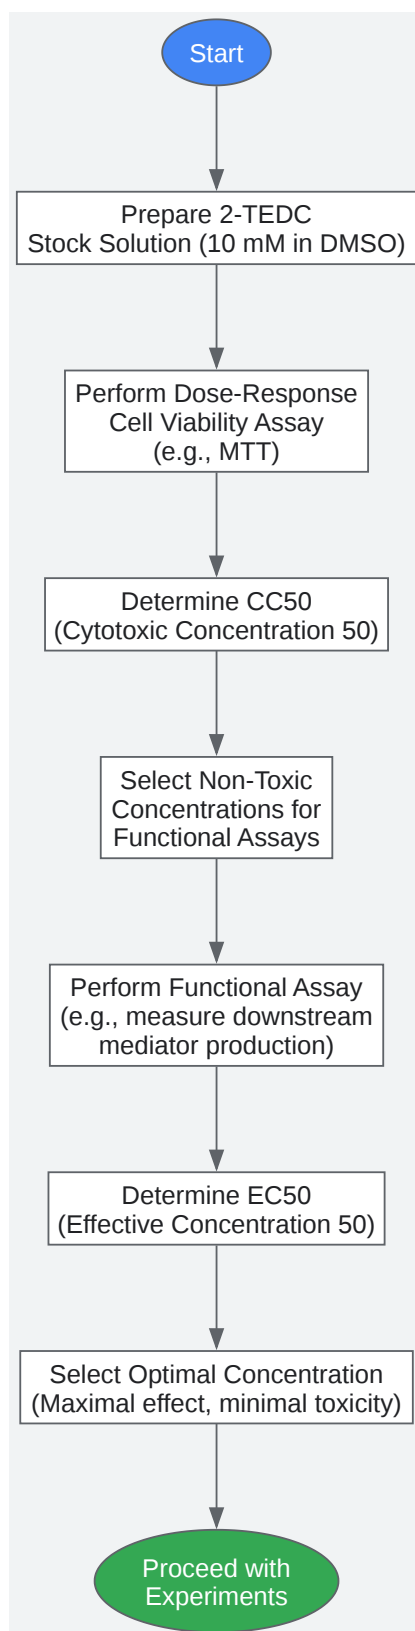 Start
Prepare 2-TEDC
Stock Solution (10 mM in DMSO)
Perform Dose-Response
Cell Viability Assay
(e.g., MTT)
Determine CC50
(Cytotoxic Concentration 50)
Select Non-Toxic
Concentrations for
Functional Assays
Perform Functional Assay
(e.g., measure downstream
mediator production)
Determine EC50
(Effective Concentration 50)
Select Optimal Concentration
(Maximal effect, minimal toxicity)
Proceed with
Experiments